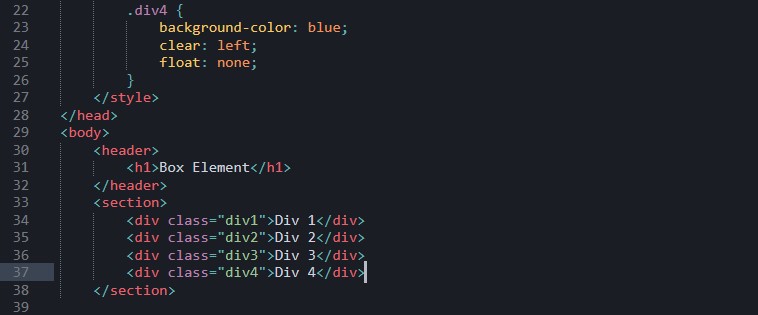 22 .div4 {
23 background-color: blue;
24 clear: left;
25 float: none;
26 }
27 </style>
28 </head>
29 <body>
30 <header>
31 <h1>Box Element</h1>
32 </header>
33 <section>
34 <div class="div1">Div 1</div>
35 <div class="div2">Div 2</div>
36 <div class="div3">Div 3</div>
37 <div class="div4">Div 4</div>
38 </section>
39